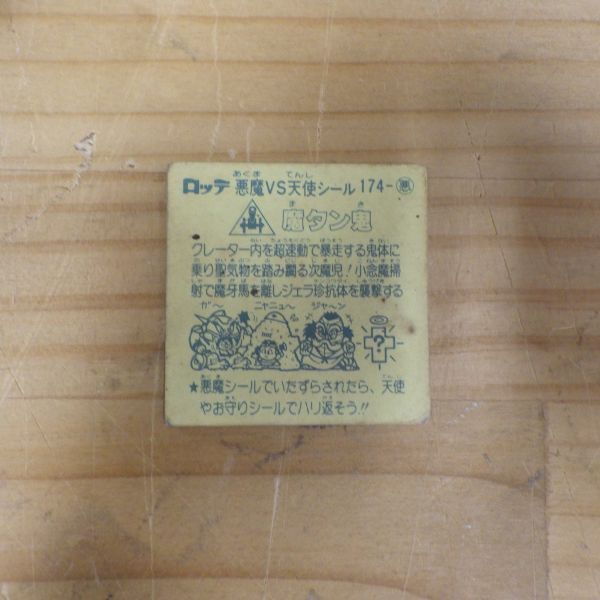 ロッテ 悪魔VS天使シール 174-悪
魔タン鬼
クレーター内を超速動で暴走する鬼体に
乗り聖気物を踏み躙る次魔児!小念魔掃
射で魔牙馬を離しジェラ珍抗体を襲撃する
ガ〜 ニャニュ〜 ジャ〜ン
?
★悪魔シールでいたずらされたら、天使
やお守りシールでハリ返そう!!